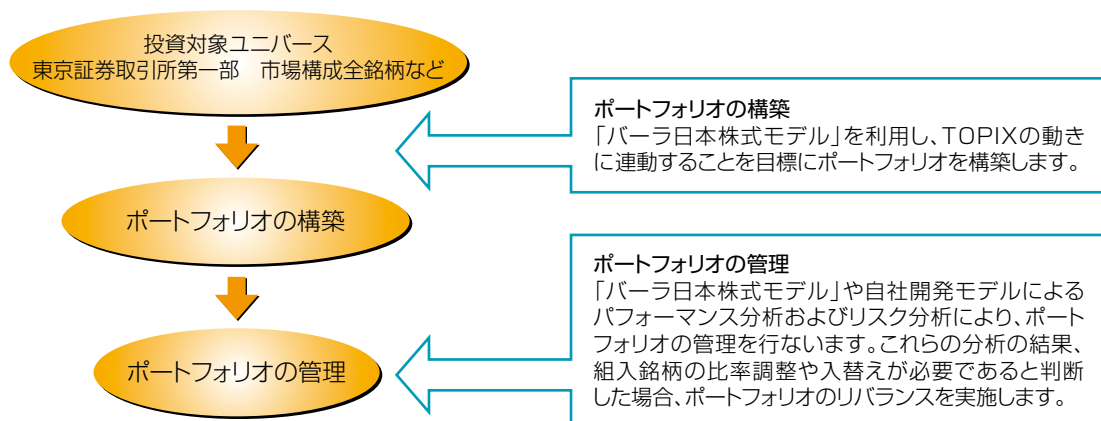 投資対象ユニバース
東京証券取引所第一部　市場構成全銘柄など
ポートフォリオの構築
「バーラ日本株式モデル」を利用し、TOPIXの動き
に連動することを目標にポートフォリオを構築します。
ポートフォリオの構築
ポートフォリオの管理
「バーラ日本株式モデル」や自社開発モデルによる
パフォーマンス分析およびリスク分析により、ポート
フォリオの管理を行ないます。これらの分析の結果、
組入銘柄の比率調整や入替えが必要であると判断
した場合、ポートフォリオのリバランスを実施します。
ポートフォリオの管理